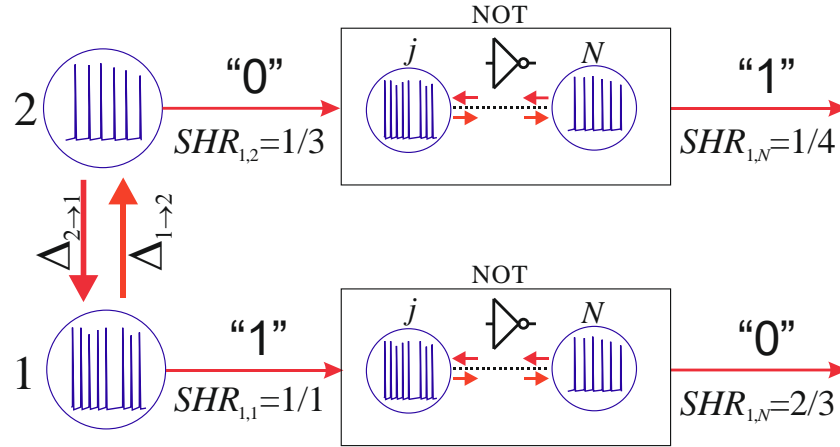 NOT
j N
2
“0”
SHR1,2=1/3
“1”
SHR1,N=1/4
Δ2→1
Δ1→2
NOT
j N
1
“1”
SHR1,1=1/1
“0”
SHR1,N=2/3